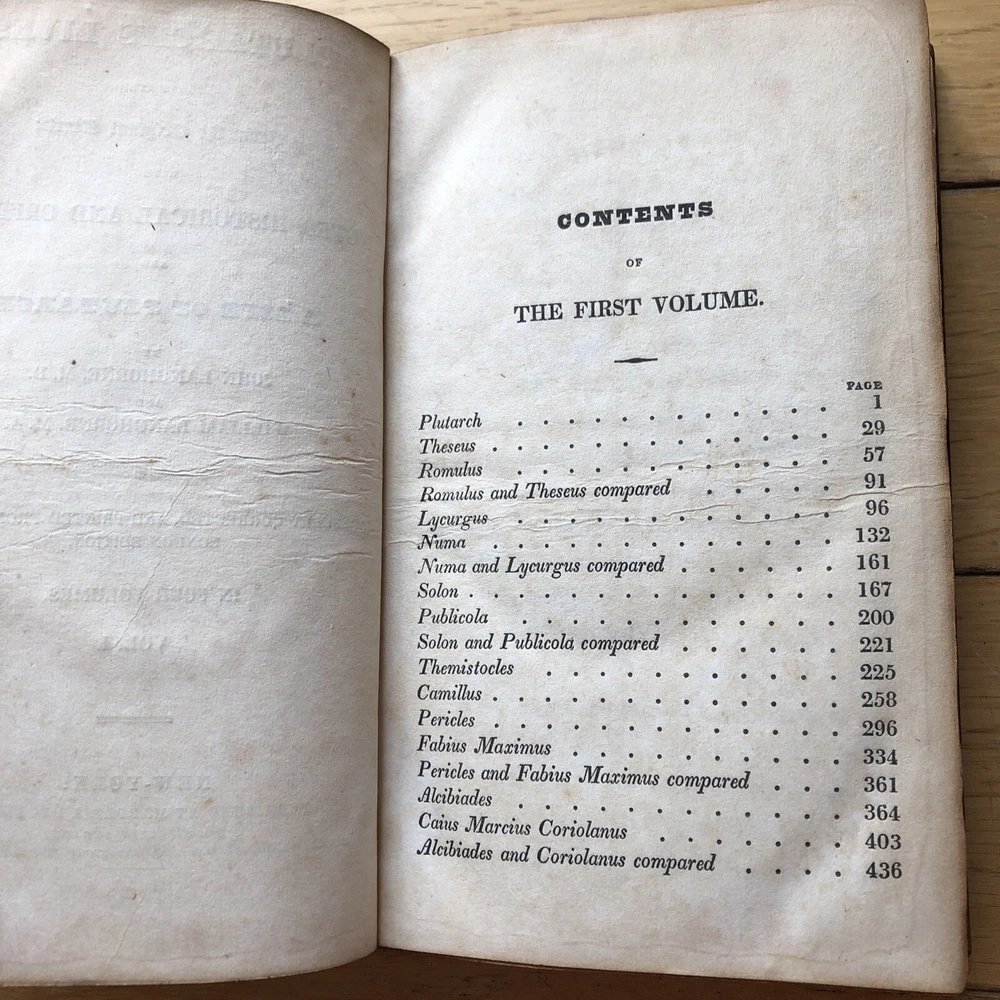 CONTENTS
OF
THE FIRST VOLUME.
PAGE
Plutarch . . . . . . . . . . . . . 1
Theseus . . . . . . . . . . . . . . 29
Romulus . . . . . . . . . . . . . 57
Romulus and Theseus compared . . . . . 91
Lycurgus . . . . . . . . . . . . . 96
Numa . . . . . . . . . . . . . . 132
Numa and Lycurgus compared . . . . . . 161
Solon . . . . . . . . . . . . . . . 167
Publicola . . . . . . . . . . . . . 200
Solon and Publicola compared . . . . . . 221
Themistocles . . . . . . . . . . . . 225
Camillus . . . . . . . . . . . . . . 258
Pericles . . . . . . . . . . . . . . 296
Fabius Maximus . . . . . . . . . . . 334
Pericles and Fabius Maximus compared . . . 361
Alcibiades . . . . . . . . . . . . . 364
Caius Marcius Coriolanus . . . . . . . 403
Alcibiades and Coriolanus compared . . . . 436